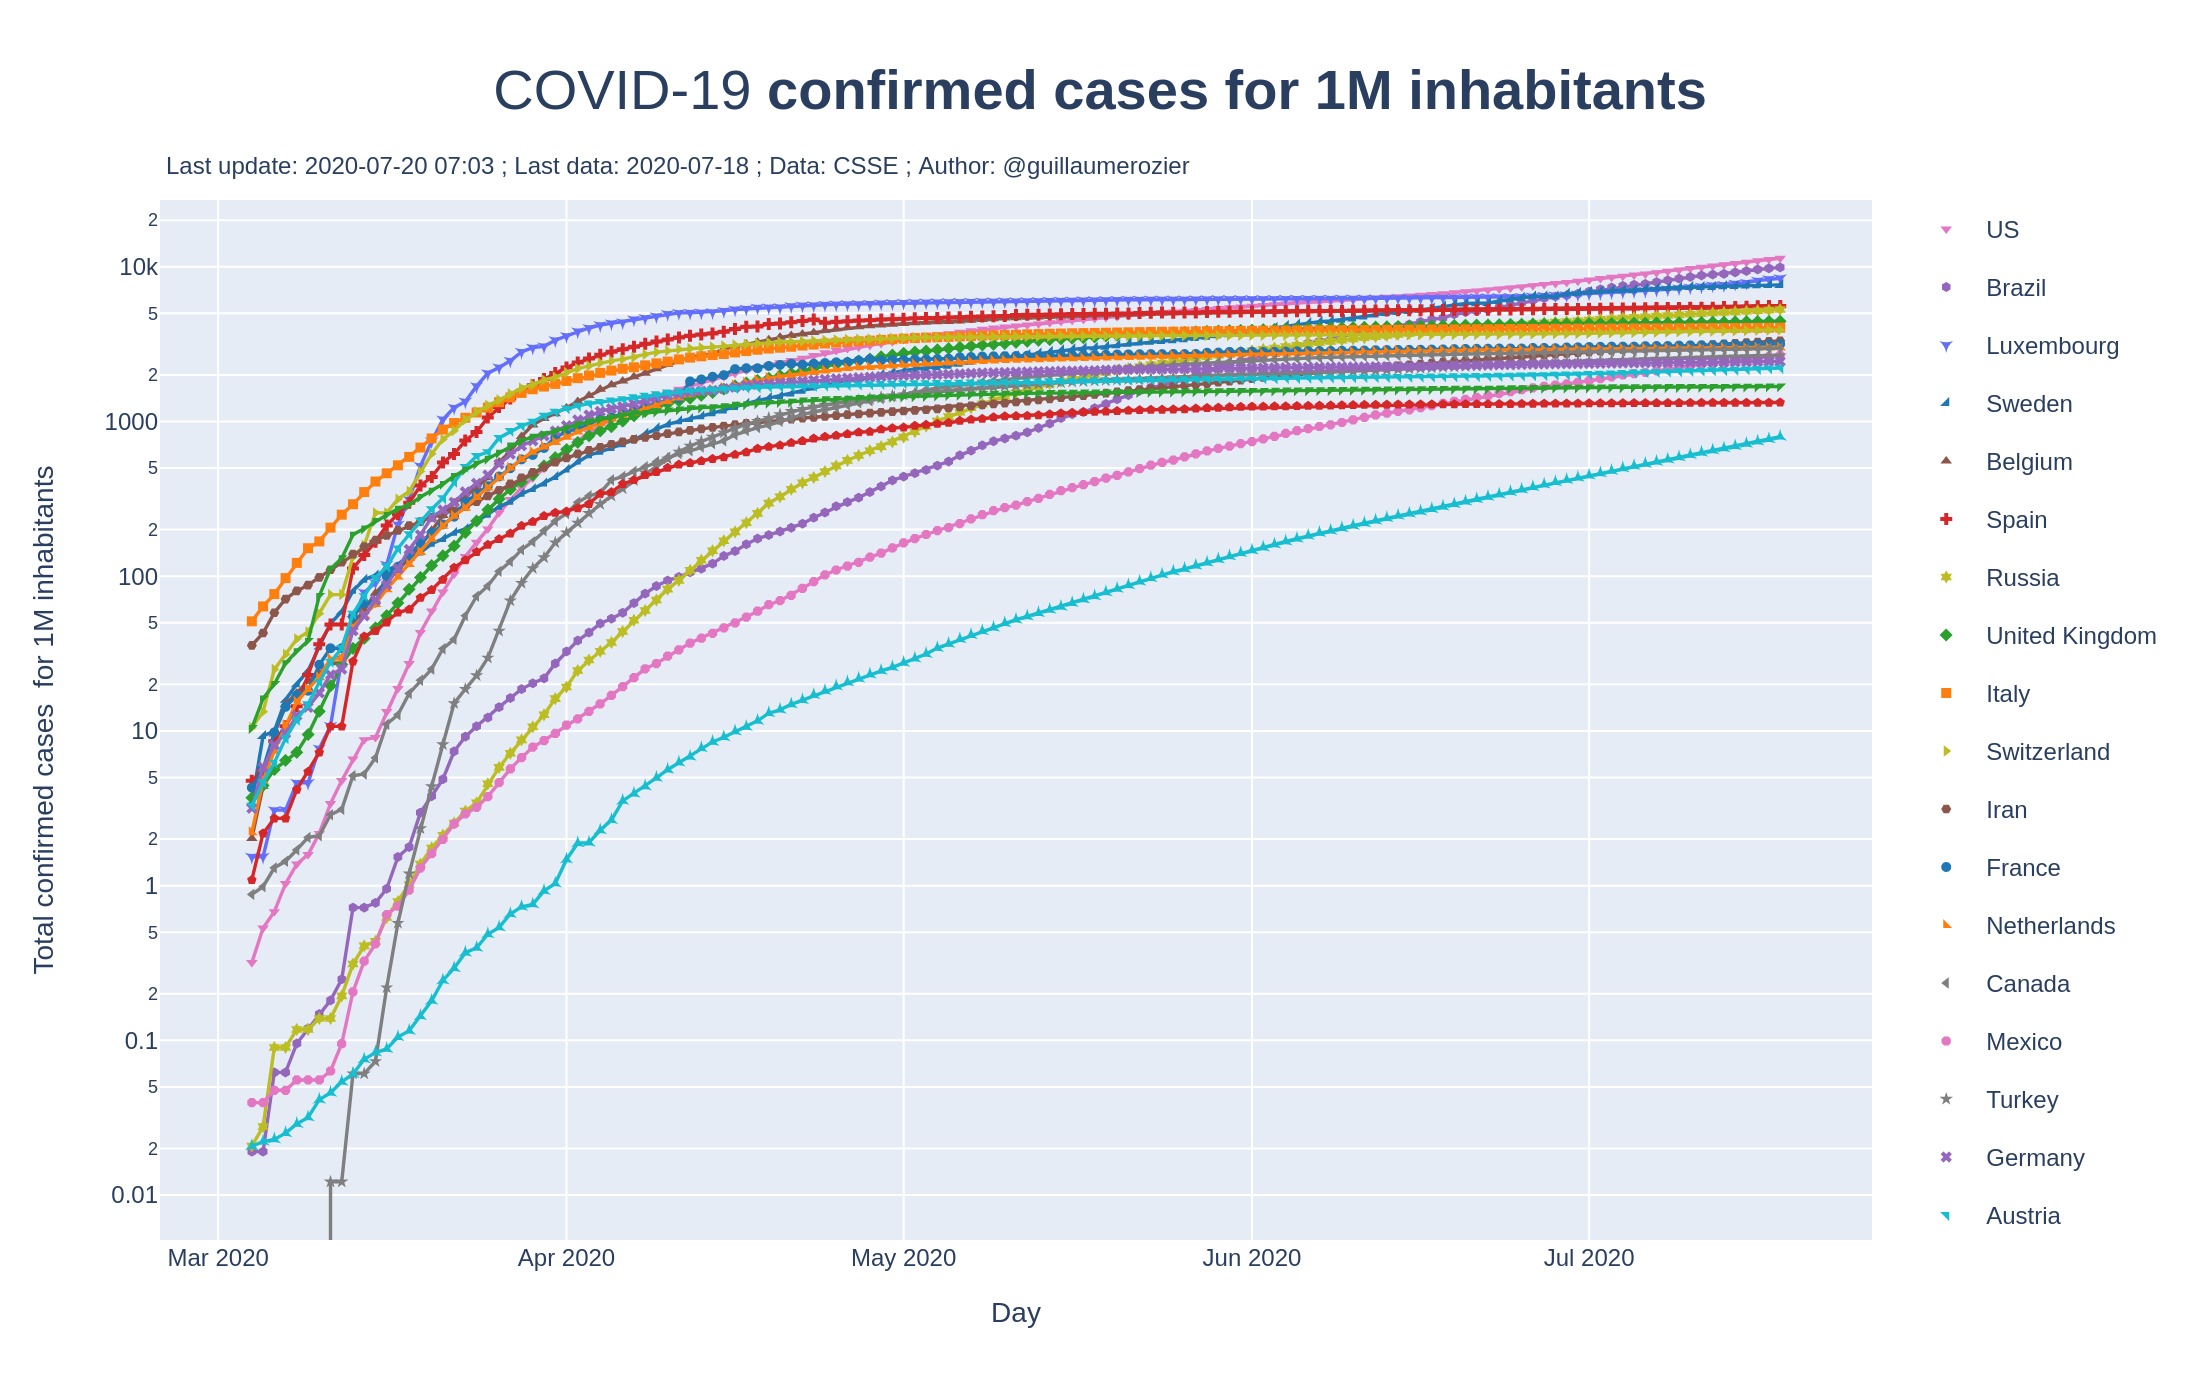 COVID-19 confirmed cases for 1M inhabitants
Last update: 2020-07-20 07:03 ; Last data: 2020-07-18 ; Data: CSSE ; Author: @guillaumerozier
Total confirmed cases for 1M inhabitants
2
10k
5
2
1000
5
2
100
5
2
10
5
2
1
5
2
0.1
5
2
0.01
Mar 2020
Apr 2020
May 2020
Jun 2020
Jul 2020
Day
US
Brazil
Luxembourg
Sweden
Belgium
Spain
Russia
United Kingdom
Italy
Switzerland
Iran
France
Netherlands
Canada
Mexico
Turkey
Germany
Austria